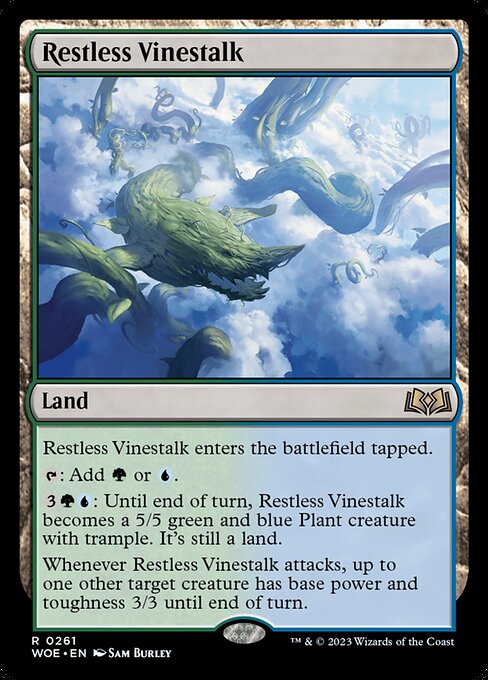 Restless Vinestalk
Land
Restless Vinestalk enters the battlefield tapped.
: Add or .
3 : Until end of turn, Restless Vinestalk
becomes a 5/5 green and blue Plant creature
with trample. It's still a land.
Whenever Restless Vinestalk attacks, up to
one other target creature has base power and
toughness 3/3 until end of turn.
R 0261
WOE • EN Sam Burley
™ & © 2023 Wizards of the Coast